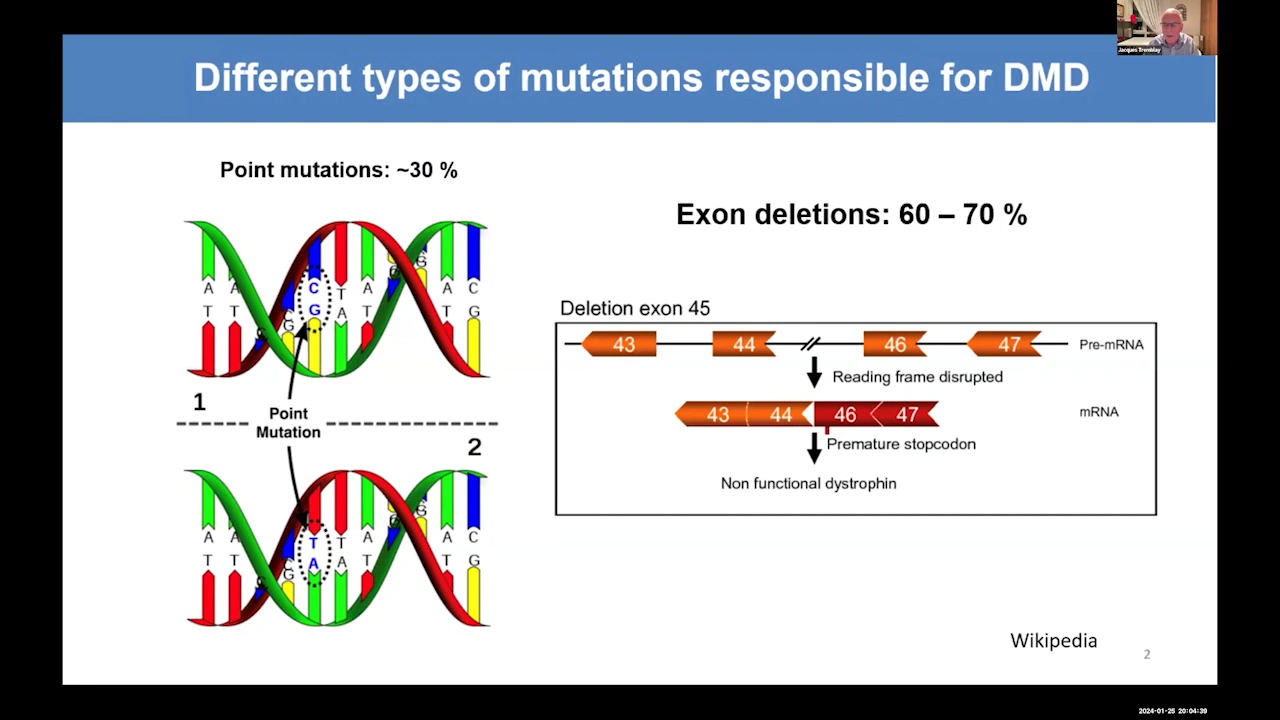 Jacques Tremblay
Different types of mutations responsible for DMD
Point mutations: ~30 %
A A C G C T A G G A C
T T G A T T G
1
Point
Mutation
2
A A C G T T A G G A C
T T A A T T G
Exon deletions: 60 – 70 %
Deletion exon 45
43 44 46 47 Pre-mRNA
Reading frame disrupted
43 44 46 47 mRNA
Premature stopcodon
Non functional dystrophin
Wikipedia
2
2024-01-25 20:04:39